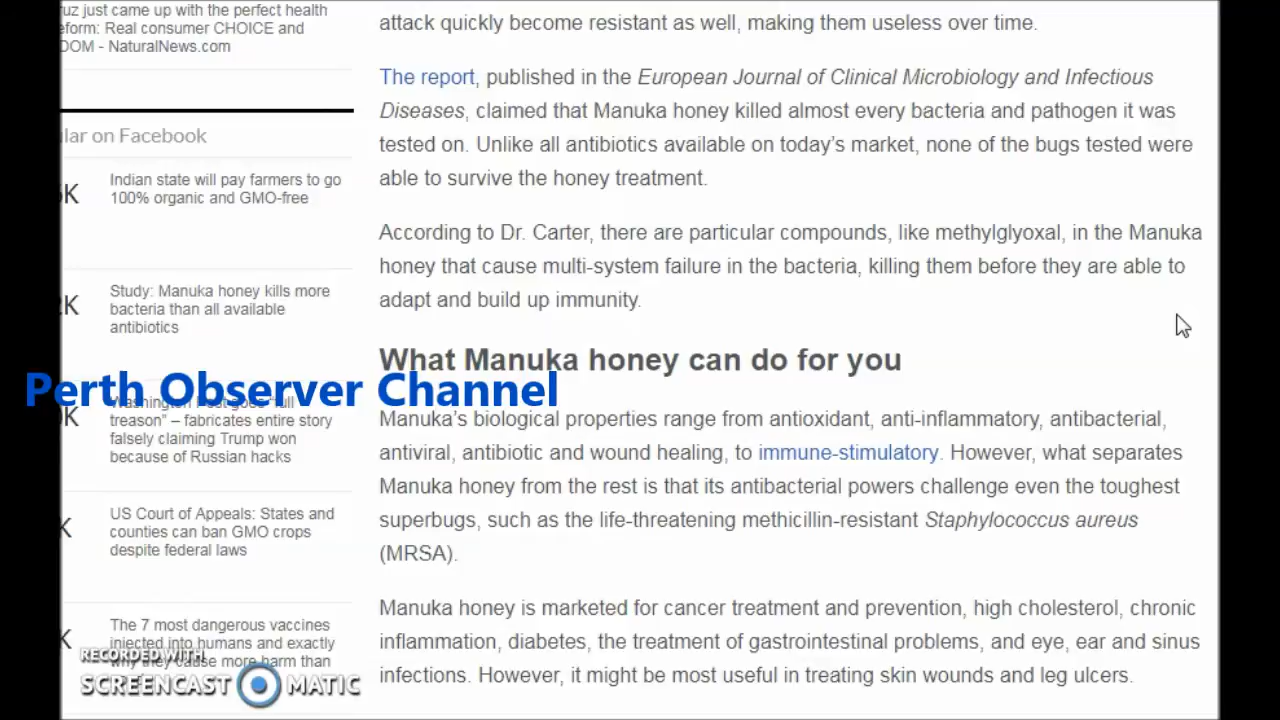 ruz just came up with the perfect health
eform: Real consumer CHOICE and
DOM - NaturalNews.com
lar on Facebook
K
Indian state will pay farmers to go
100% organic and GMO-free
K
Study: Manuka honey kills more
bacteria than all available
antibiotics
K
treason” – fabricates entire story
falsely claiming Trump won
because of Russian hacks
K
US Court of Appeals: States and
counties can ban GMO crops
despite federal laws
K
The 7 most dangerous vaccines
injected into humans and exactly
why they cause more harm than
attack quickly become resistant as well, making them useless over time.
The report, published in the European Journal of Clinical Microbiology and Infectious
Diseases, claimed that Manuka honey killed almost every bacteria and pathogen it was
tested on. Unlike all antibiotics available on today’s market, none of the bugs tested were
able to survive the honey treatment.
According to Dr. Carter, there are particular compounds, like methylglyoxal, in the Manuka
honey that cause multi-system failure in the bacteria, killing them before they are able to
adapt and build up immunity.
What Manuka honey can do for you
Perth Observer Channel
Manuka’s biological properties range from antioxidant, anti-inflammatory, antibacterial,
antiviral, antibiotic and wound healing, to immune-stimulatory. However, what separates
Manuka honey from the rest is that its antibacterial powers challenge even the toughest
superbugs, such as the life-threatening methicillin-resistant Staphylococcus aureus
(MRSA).
Manuka honey is marketed for cancer treatment and prevention, high cholesterol, chronic
inflammation, diabetes, the treatment of gastrointestinal problems, and eye, ear and sinus
infections. However, it might be most useful in treating skin wounds and leg ulcers.
RECORDED WITH
SCREENCAST MATIC